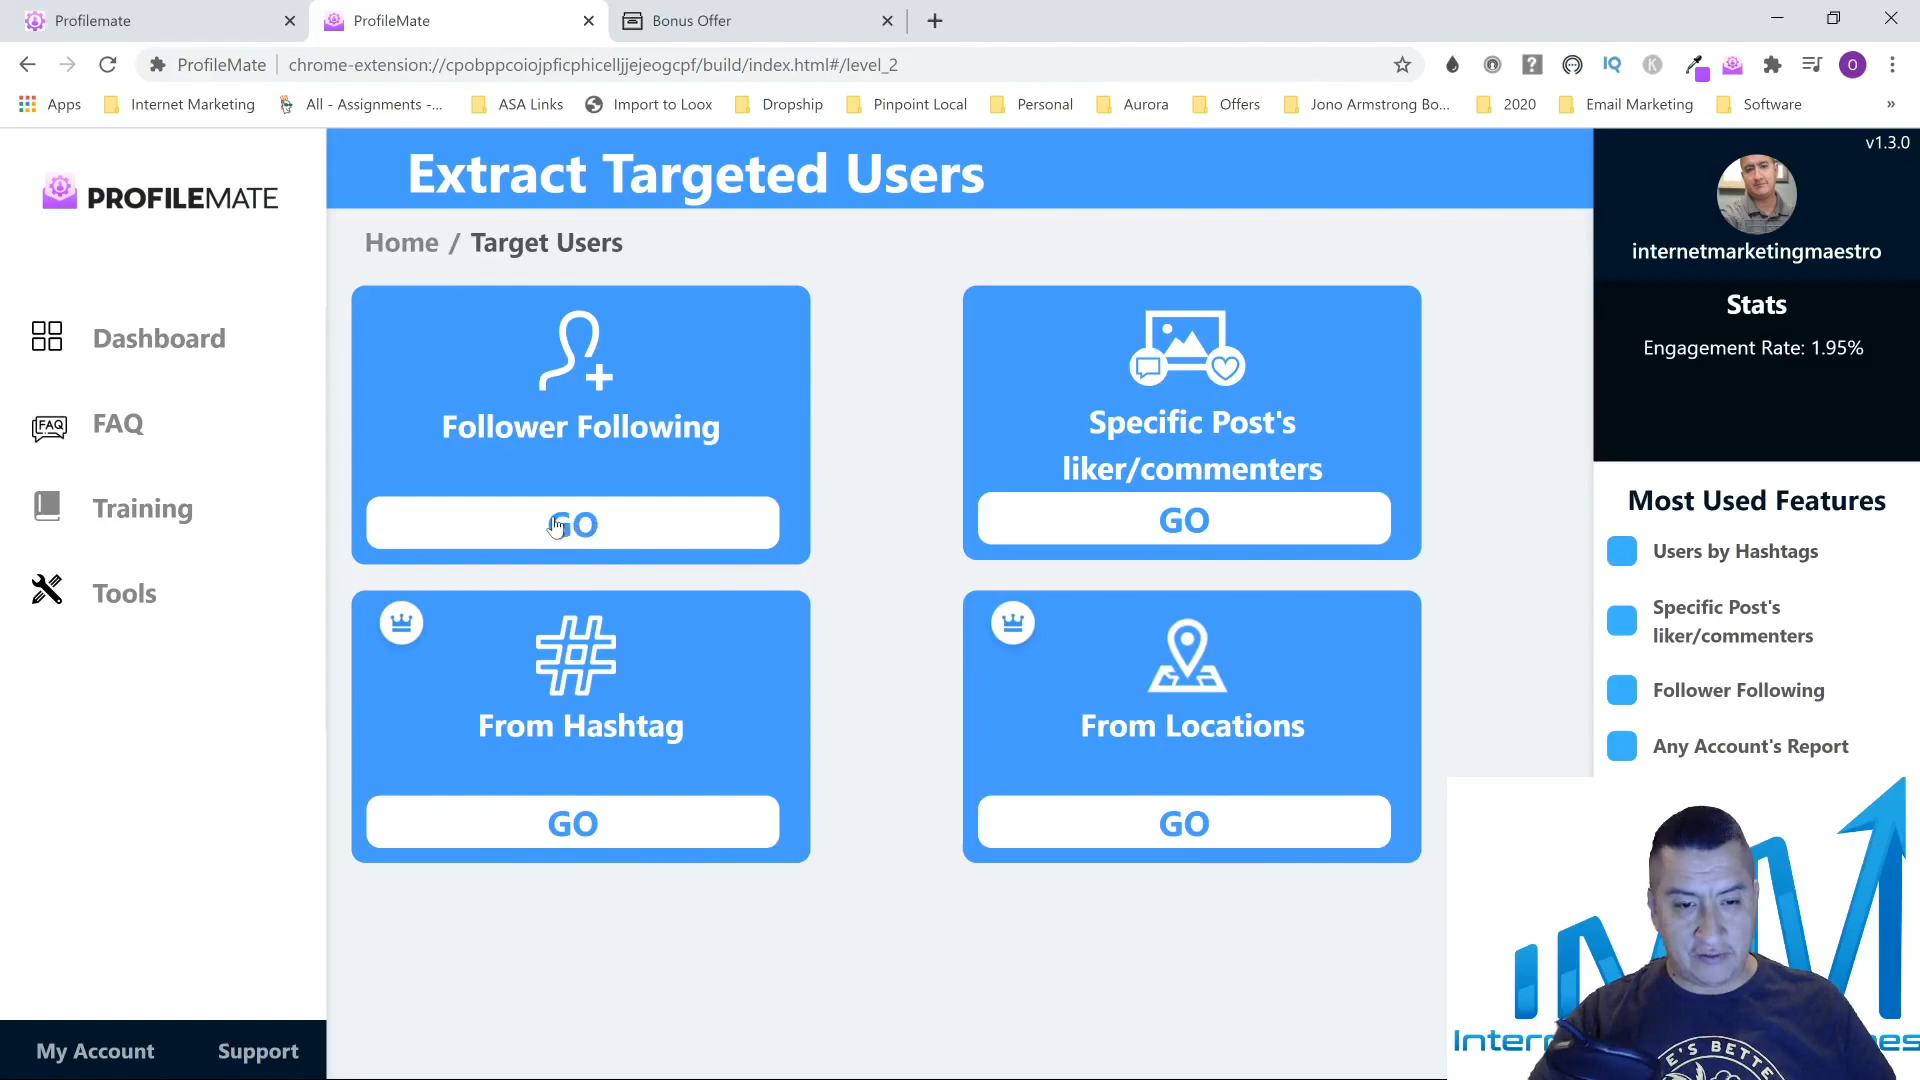 Profilemate
ProfileMate
Bonus Offer
ProfileMate
chrome-extension://cpobppcoiojpficphicelljjejeogcpf/build/index.html#/level_2
IQ
K
O
Apps
Internet Marketing
All - Assignments -...
ASA Links
Import to Loox
Dropship
Pinpoint Local
Personal
Aurora
Offers
Jono Armstrong Bo...
2020
Email Marketing
Software
»
PROFILEMATE
Dashboard
FAQ
FAQ
Training
Tools
My Account
Support
Extract Targeted Users
Home / Target Users
Follower Following
GO
Specific Post's
liker/commenters
GO
From Hashtag
GO
From Locations
GO
v1.3.0
internetmarketingmaestro
Stats
Engagement Rate: 1.95%
Most Used Features
Users by Hashtags
Specific Post's
liker/commenters
Follower Following
Any Account's Report